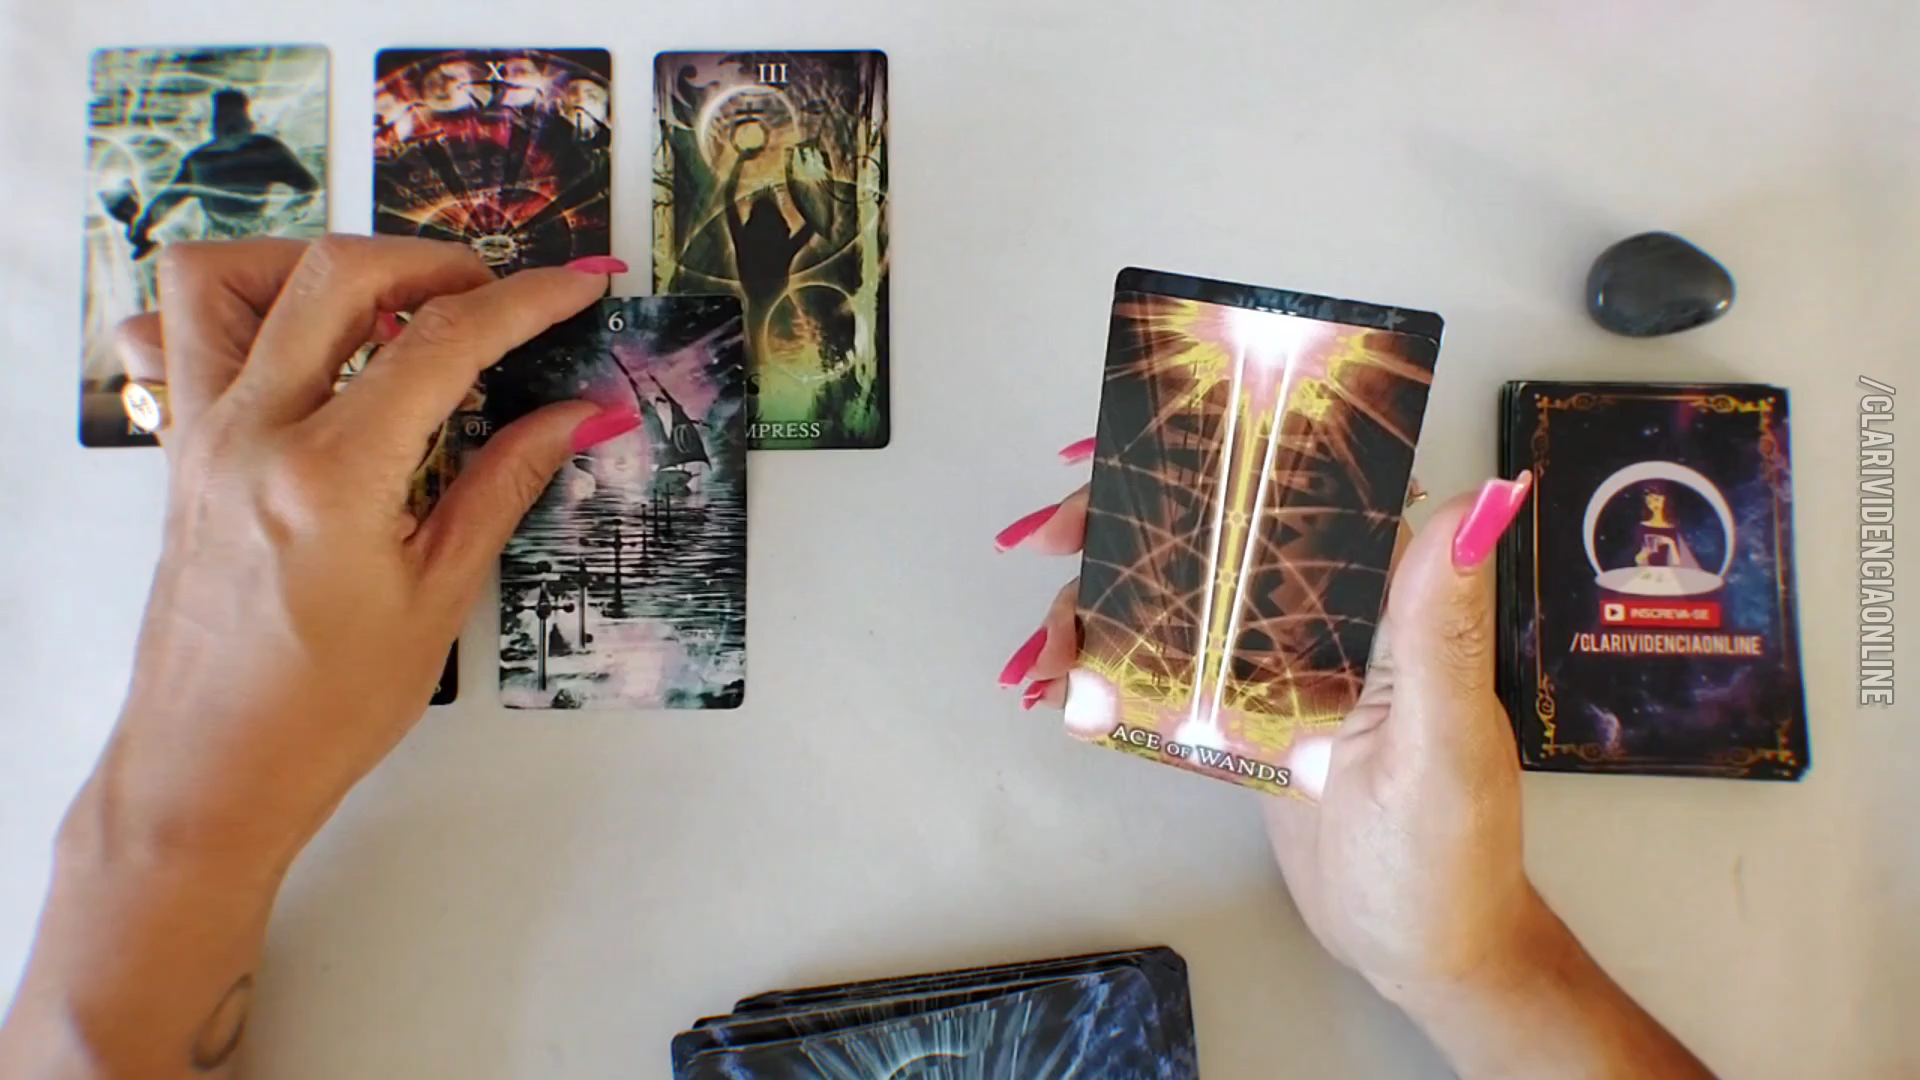 X
III
6
L OF
MPRESS
ACE OF WANDS
INSCREVA-SE
/CLARIVIDENCIAONLINE
/CLARIVIDENCIAONLINE